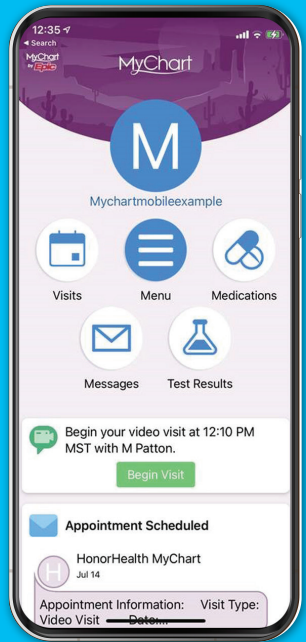 12:35
Search
MyChart
by Epic
MyChart
M
Mychartmobileexample
Visits
Menu
Medications
Messages
Test Results
Begin your video visit at 12:10 PM
MST with M Patton.
Begin Visit
Appointment Scheduled
H
HonorHealth MyChart
Jul 14
Appointment Information: Visit Type:
Video Visit Date:...